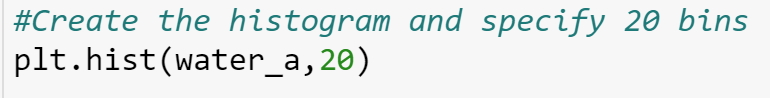 #Create the histogram and specify 20 bins
plt.hist(water_a,20)